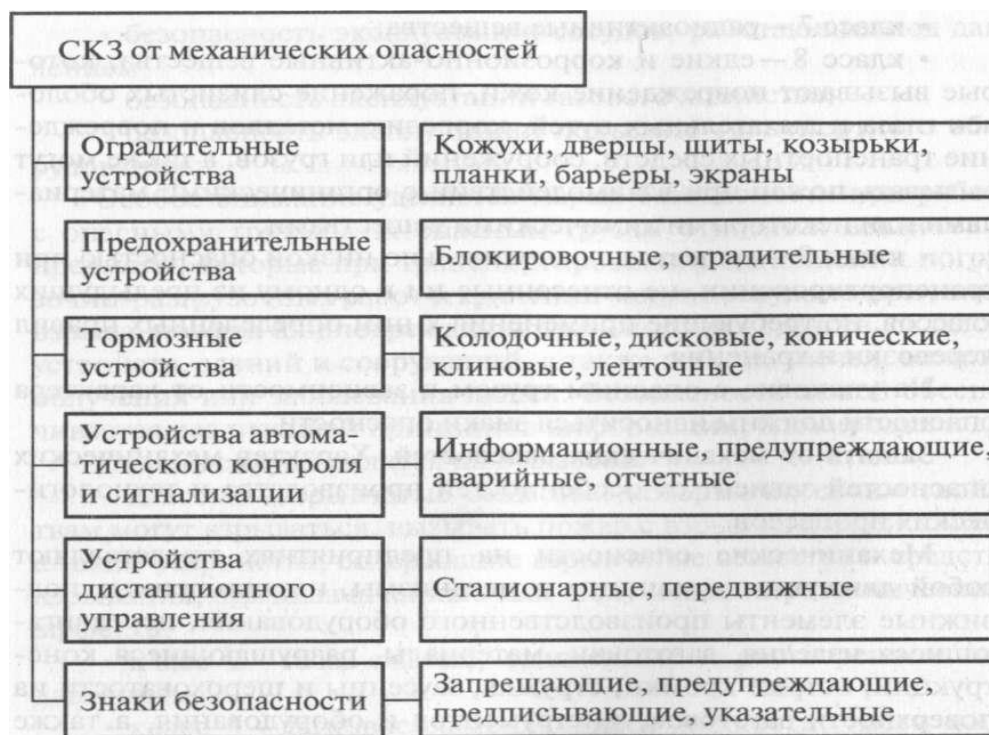 СКЗ от механических опасностей
Оградительные
устройства
Кожухи, дверцы, щиты, козырьки,
планки, барьеры, экраны
Предохранительные
устройства
Блокировочные, оградительные
Тормозные
устройства
Колодочные, дисковые, конические,
клиновые, ленточные
Устройства автома-
тического контроля
и сигнализации
Информационные, предупреждающие,
аварийные, отчетные
Устройства
дистанционного
управления
Стационарные, передвижные
Знаки безопасности
Запрещающие, предупреждающие,
предписывающие, указательные